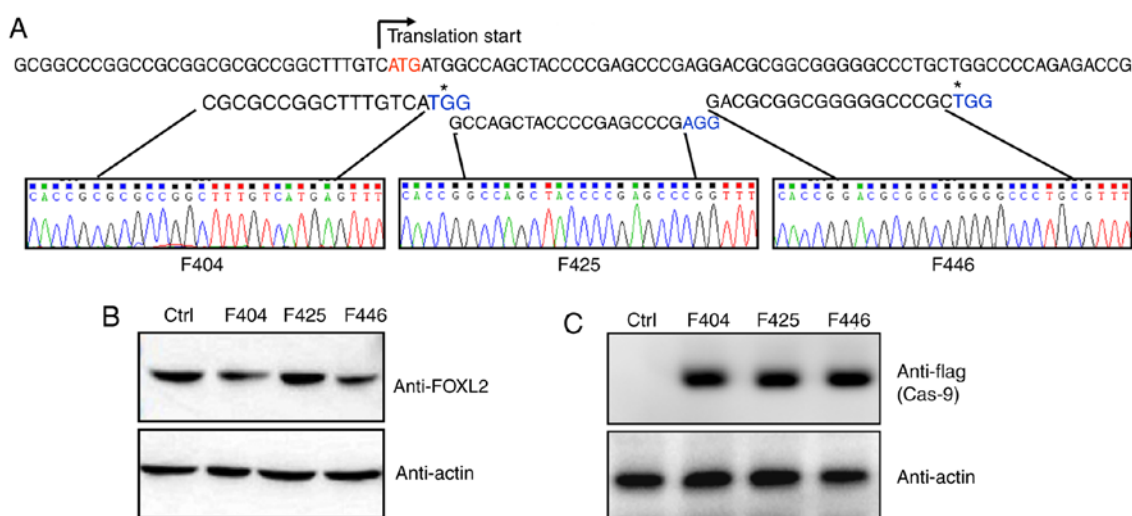 A
Translation start
GCGGCCCGGCCGCGGCGCGCCGGCTTTGTCATGATGGCCAGCTACCCCGAGCCCGAGGACGCGGCGGGGGCCCTGCTGGCCCCAGAGACCG
* *
CGCGCCGGCTTTGTCATGG
GACGCGGCGGGGGCCCGCTGG
GCCAGCTACCCCGAGCCCGAGG
CACCGCGCGCCGGCTTTGTCATGAGTTT
CACCGGCCAGCTACCCCGAGCCCGGTTT
CACCGGACGCGGCGGGGGCCCTGCGTTT
F404 F425 F446
B
Ctrl F404 F425 F446
Anti-FOXL2
Anti-actin
C
Ctrl F404 F425 F446
Anti-flag
(Cas-9)
Anti-actin